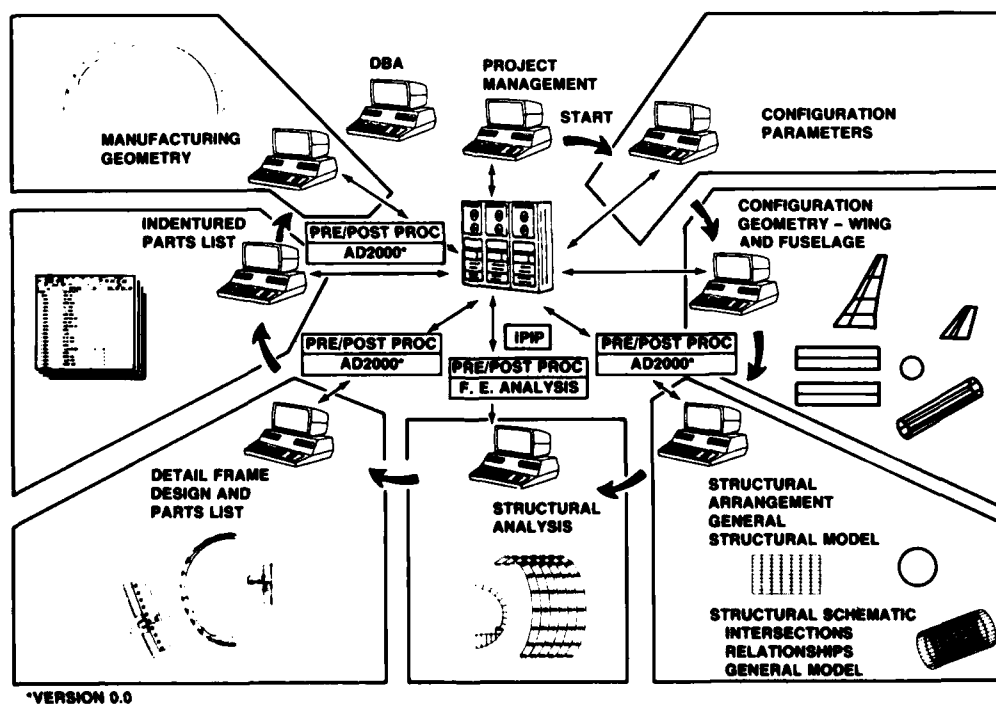 DBA
PROJECT
MANAGEMENT
START
CONFIGURATION
PARAMETERS
MANUFACTURING
GEOMETRY
INDENTURED
PARTS LIST
PRE/POST PROC
AD2000*
CONFIGURATION
GEOMETRY – WING
AND FUSELAGE
PRE/POST PROC
AD2000*
IPIP
PRE/POST PROC
F. E. ANALYSIS
PRE/POST PROC
AD2000*
DETAIL FRAME
DESIGN AND
PARTS LIST
STRUCTURAL
ANALYSIS
STRUCTURAL
ARRANGEMENT
GENERAL
STRUCTURAL MODEL
STRUCTURAL SCHEMATIC
INTERSECTIONS
RELATIONSHIPS
GENERAL MODEL
*VERSION 0.0